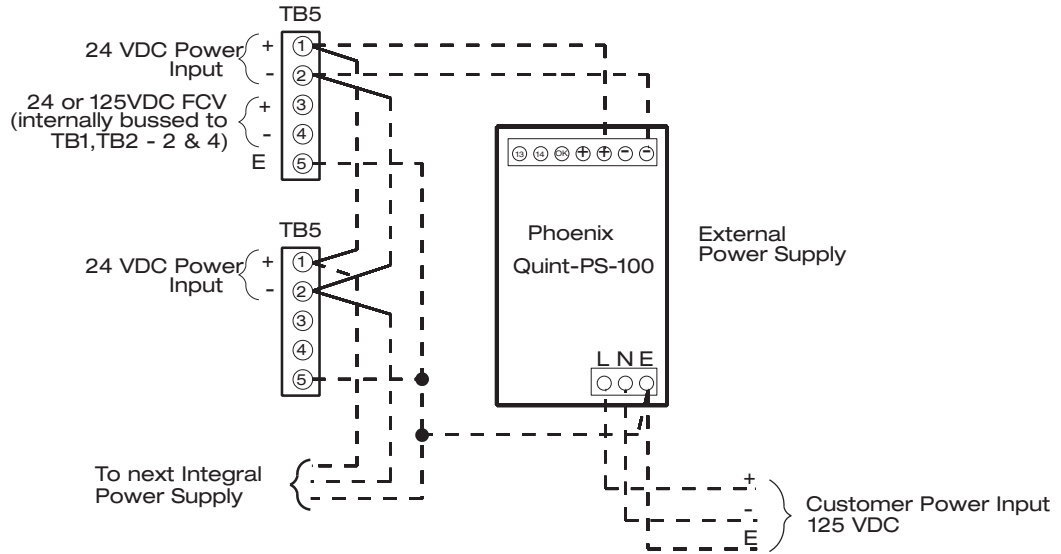 TB5
24 VDC Power
Input
+
-
1
2
3
4
5
24 or 125VDC FCV
(internally bussed to
TB1,TB2 - 2 & 4)
+
-
E
TB5
24 VDC Power
Input
+
-
1
2
3
4
5
To next Integral
Power Supply
13 14 OK + + - -
Phoenix
Quint-PS-100
L N E
External
Power Supply
+
-
E
Customer Power Input
125 VDC